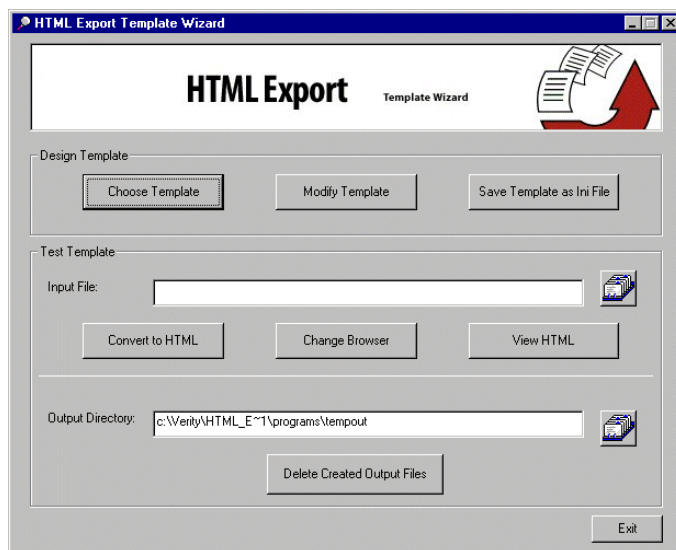 HTML Export Template Wizard
HTML Export Template Wizard
Design Template
Choose Template Modify Template Save Template as Ini File
Test Template
Input File:
Convert to HTML Change Browser View HTML
Output Directory: c:\Verity\HTML_E~1\programs\tempout
Delete Created Output Files
Exit